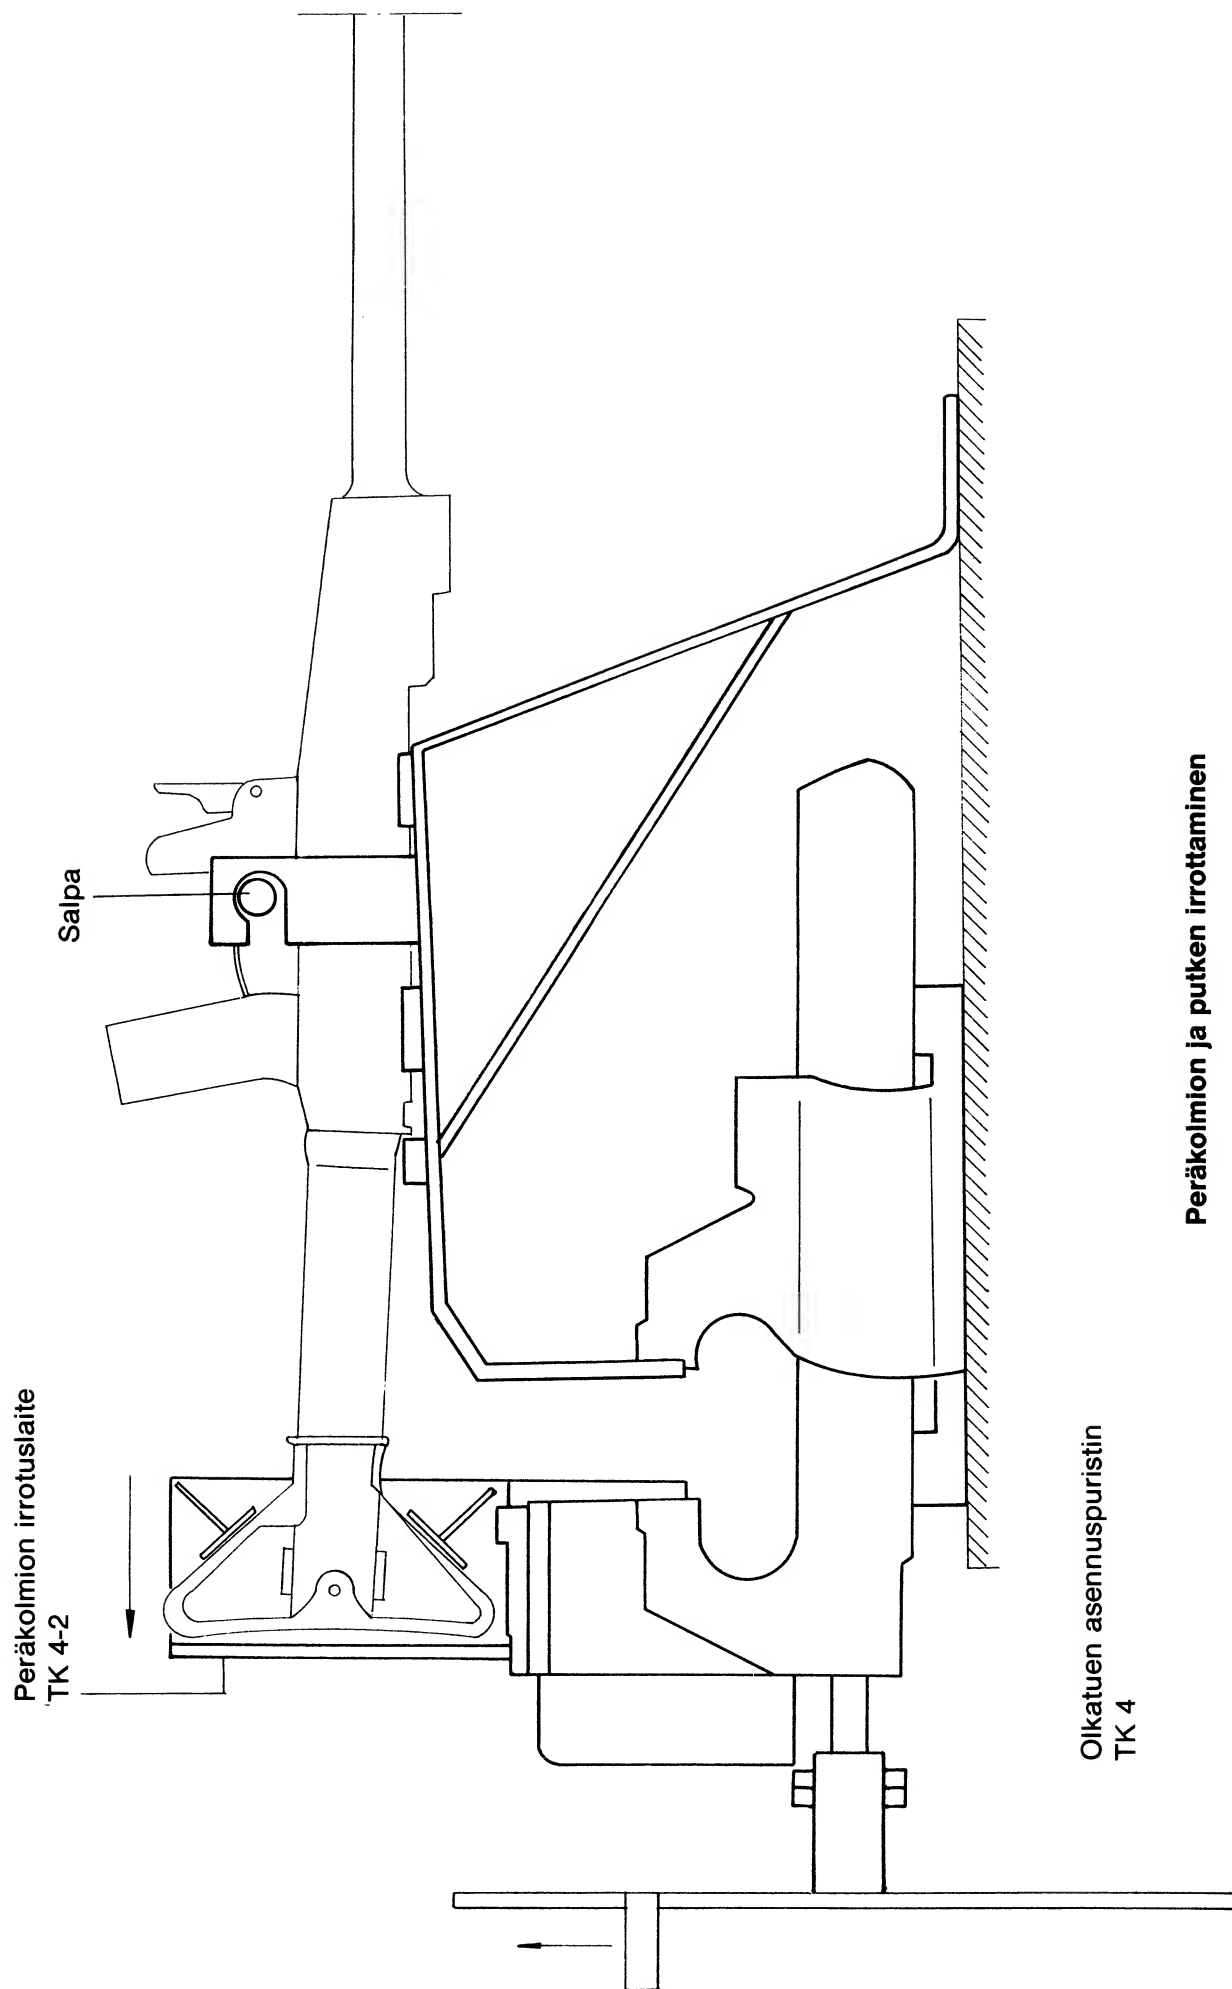 Peräkolmion irrotuslaite
TK 4-2
Salpa
Olkatuen asennuspuristin
TK 4
Peräkolmion ja putken irrottaminen